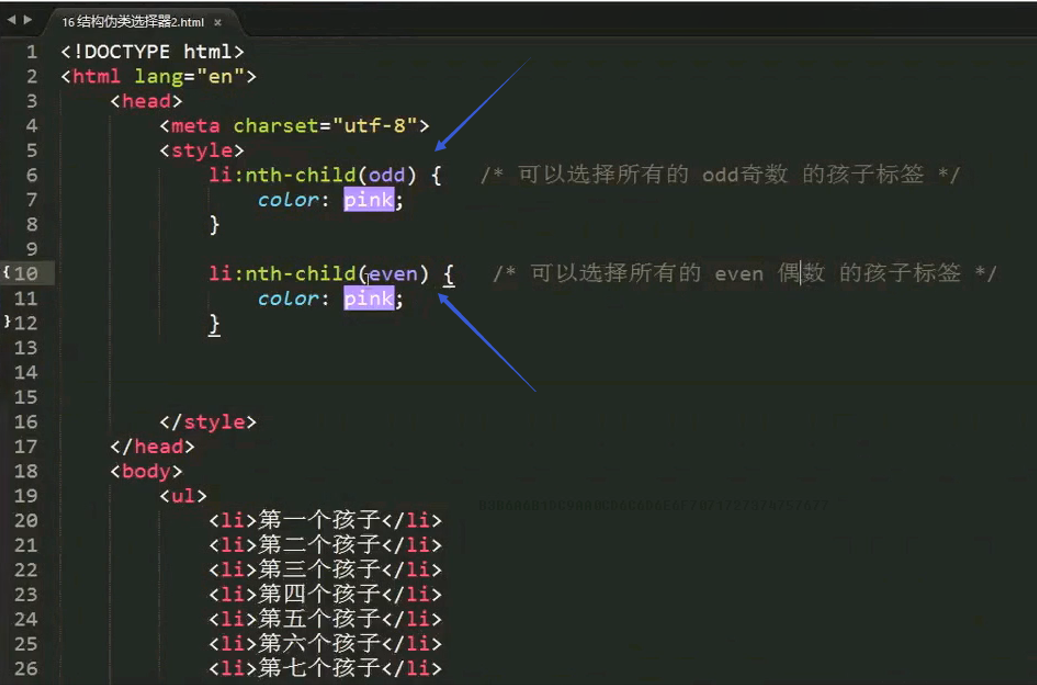 16 结构伪类选择器2.html ×
1 <!DOCTYPE html>
2 <html lang="en">
3 <head>
4 <meta charset="utf-8">
5 <style>
6 li:nth-child(odd) { /* 可以选择所有的 odd奇数 的孩子标签 */
7 color: pink;
8 }
9
{10 li:nth-child(even) { /* 可以选择所有的 even 偶数 的孩子标签 */
11 color: pink;
}12 }
13
14
15
16 </style>
17 </head>
18 <body>
19 <ul>
20 <li>第一个孩子</li>
21 <li>第二个孩子</li>
22 <li>第三个孩子</li>
23 <li>第四个孩子</li>
24 <li>第五个孩子</li>
25 <li>第六个孩子</li>
26 <li>第七个孩子</li>